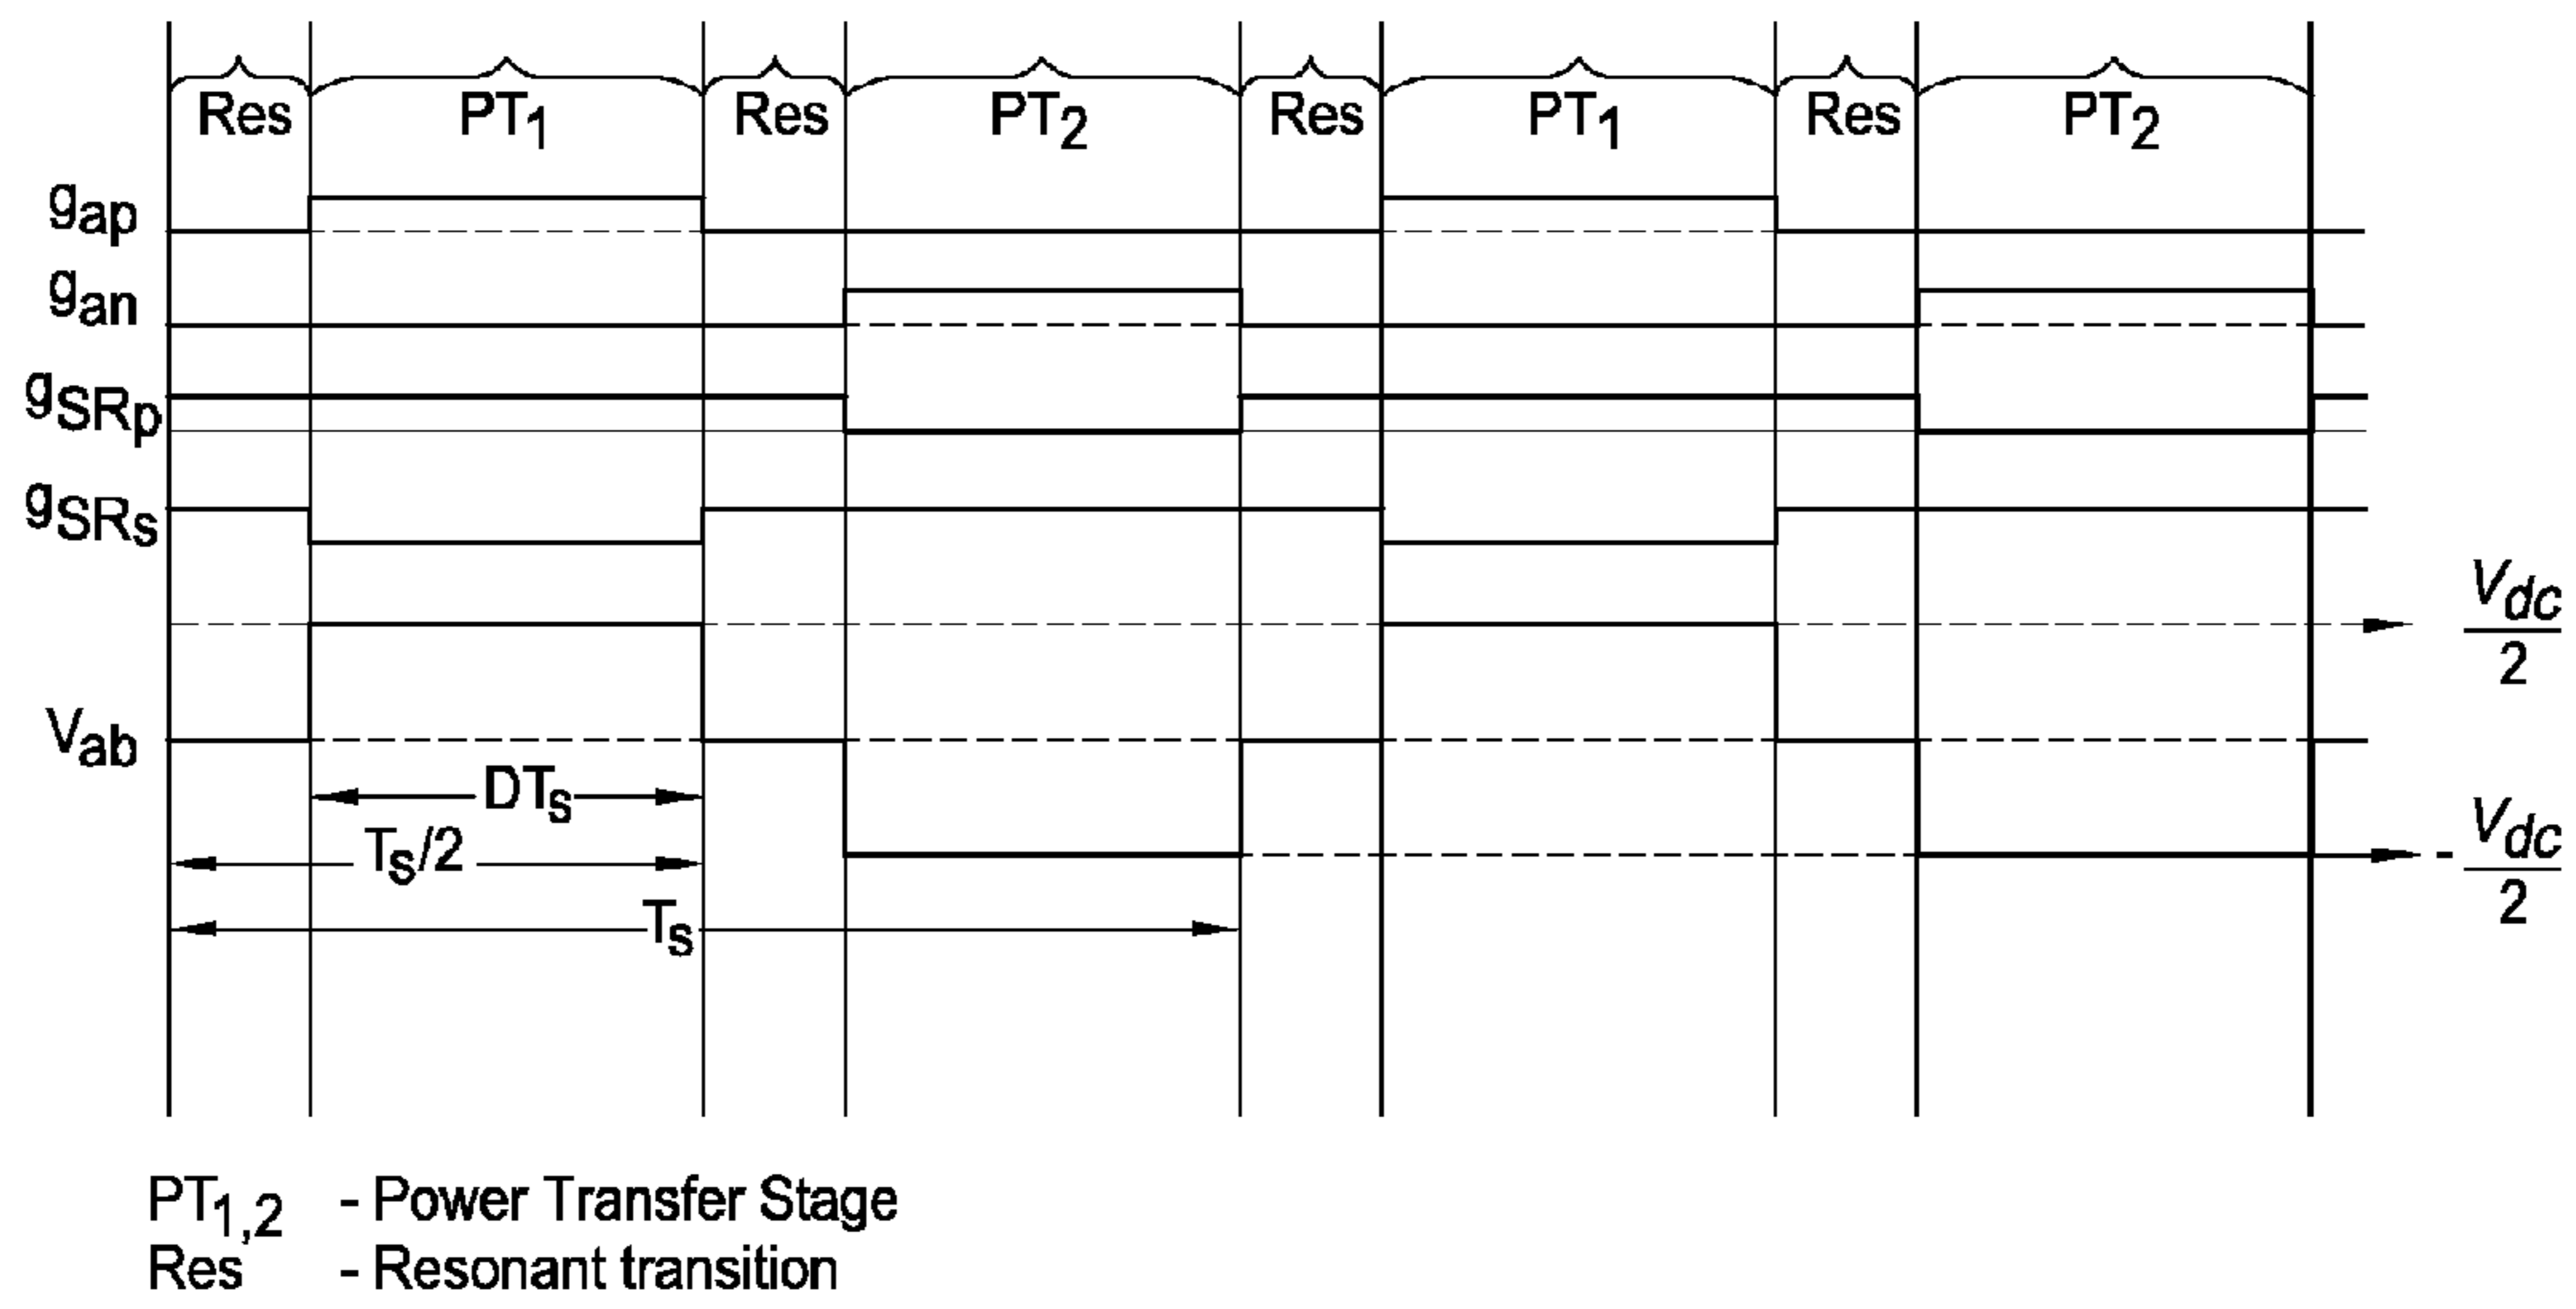 Res PT1 Res PT2 Res PT1 Res PT2
gap
gan
gSRp
gSRs
Vdc
2
Vab
DTs
Ts/2
- Vdc
2
Ts
PT1,2 - Power Transfer Stage
Res - Resonant transition